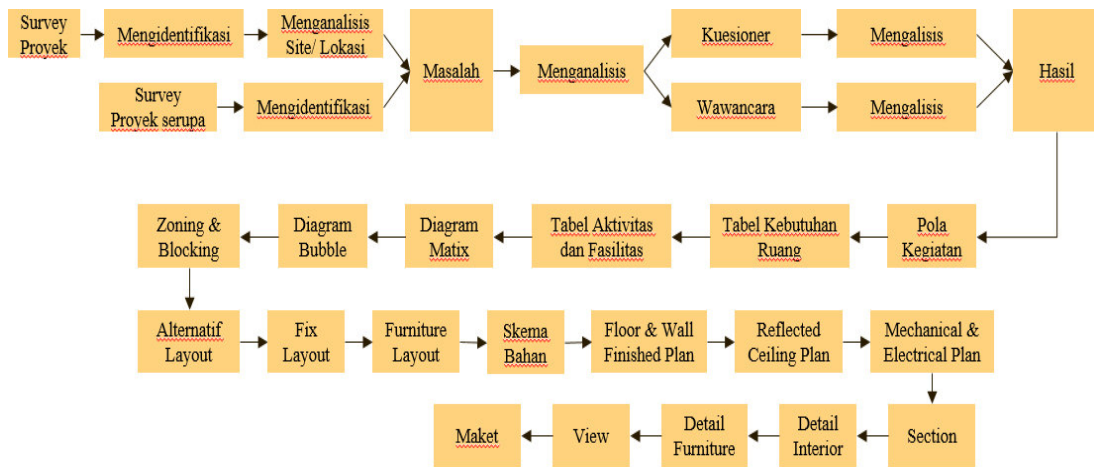 Survey
Proyek
Mengidentifikasi
Menganalisis
Site/ Lokasi
Survey
Proyek serupa
Mengidentifikasi
Masalah
Menganalisis
Kuesioner
Mengalisis
Wawancara
Mengalisis
Hasil
Pola
Kegiatan
Tabel Kebutuhan
Ruang
Tabel Aktivitas
dan Fasilitas
Diagram
Matix
Diagram
Bubble
Zoning &
Blocking
Alternatif
Layout
Fix
Layout
Furniture
Layout
Skema
Bahan
Floor & Wall
Finished Plan
Reflected
Ceiling Plan
Mechanical &
Electrical Plan
Section
Detail
Interior
Detail
Furniture
View
Maket